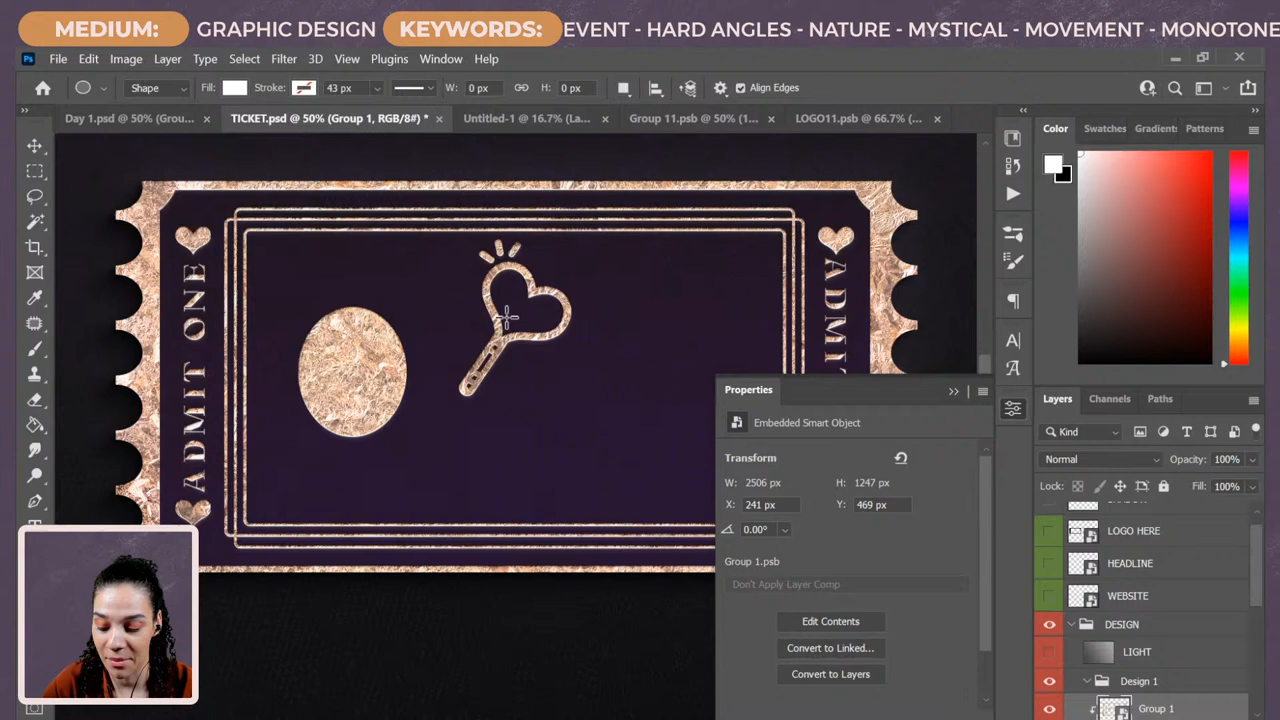 MEDIUM: GRAPHIC DESIGN KEYWORDS: EVENT - HARD ANGLES - NATURE - MYSTICAL - MOVEMENT - MONOTONE
Ps File Edit Image Layer Type Select Filter 3D View Plugins Window Help
Shape Fill: Stroke: 43 px W: 0 px H: 0 px Align Edges
Day 1.psd @ 50% (Grou... × TICKET.psd @ 50% (Group 1, RGB/8#) * × Untitled-1 @ 16.7% (La... × Group 11.psb @ 50% (1... × LOGO11.psb @ 66.7% (... ×
Color Swatches Gradients Patterns
ADMIT ONE
Properties
Embedded Smart Object
Transform
W: 2506 px H: 1247 px
X: 241 px Y: 469 px
0.00°
Group 1.psb
Don't Apply Layer Comp
Edit Contents
Convert to Linked...
Convert to Layers
Layers Channels Paths
Kind
Normal Opacity: 100%
Lock: Fill: 100%
LOGO HERE
HEADLINE
WEBSITE
DESIGN
LIGHT
Design 1
Group 1